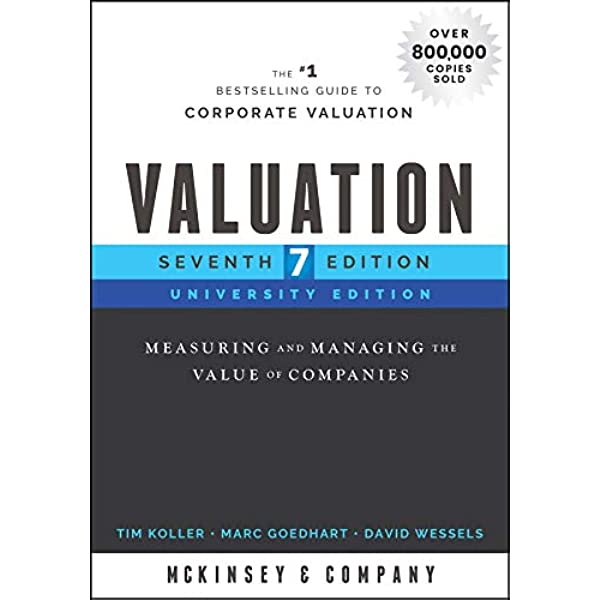 OVER
800,000
COPIES
SOLD
THE #1
BESTSELLING GUIDE TO
CORPORATE VALUATION
VALUATION
SEVENTH 7 EDITION
UNIVERSITY EDITION
MEASURING AND MANAGING THE
VALUE OF COMPANIES
TIM KOLLER • MARC GOEDHART • DAVID WESSELS
MCKINSEY & COMPANY